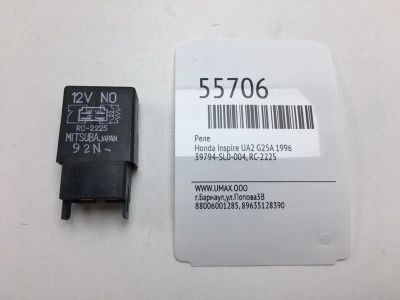 12V NO
RC-2225
MITSUBA JAPAN
92N-
55706
Реле
Honda Inspire UA2 G25A 1996
39794-SL0-004, RC-2225
WWW.UMAX.OOO
г.Барнаул,ул.Попова3В
88006001285, 89635128390